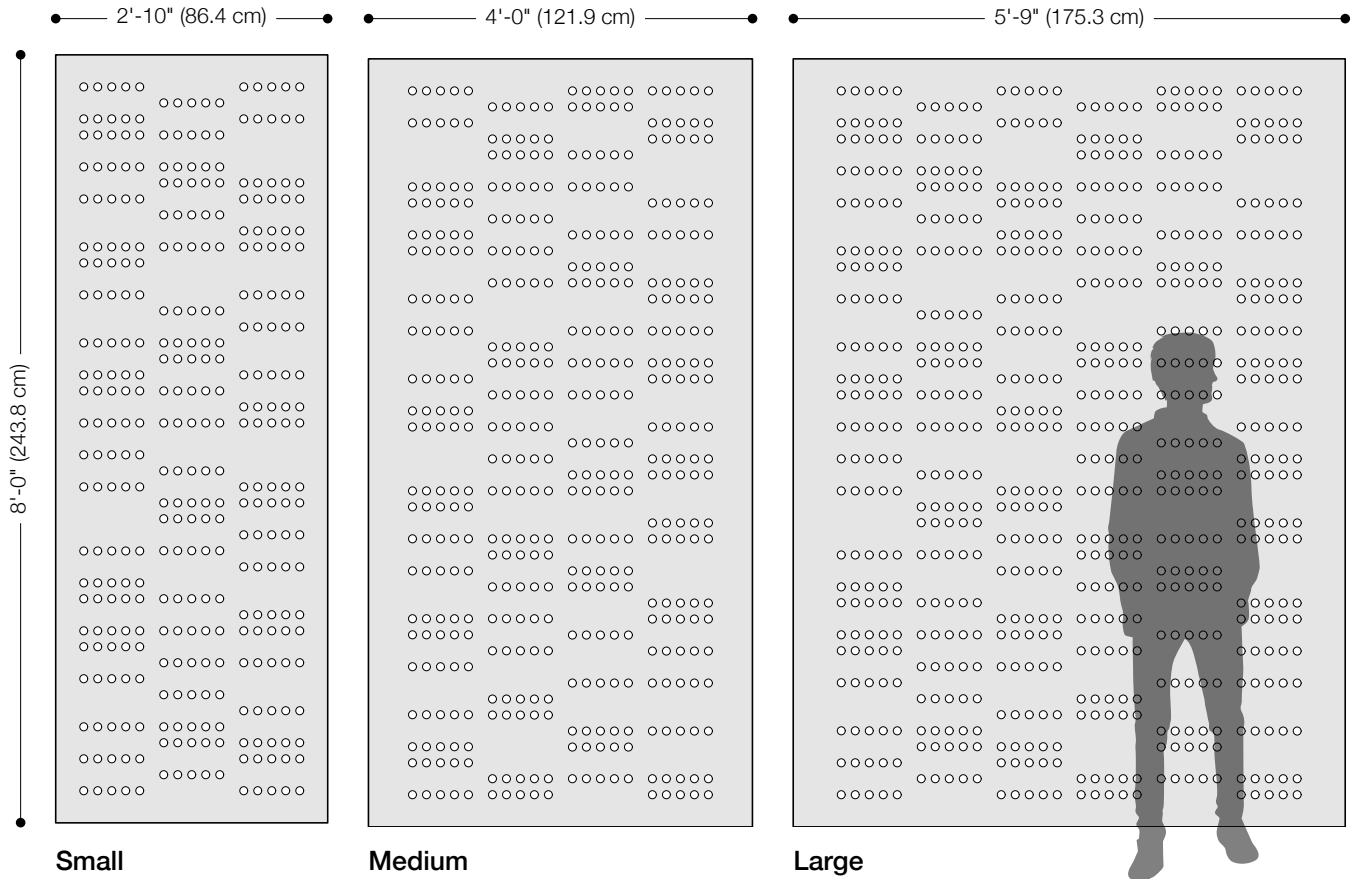 2'-10" (86.4 cm)
4'-0" (121.9 cm)
5'-9" (175.3 cm)
8'-0" (243.8 cm)
Small
Medium
Large